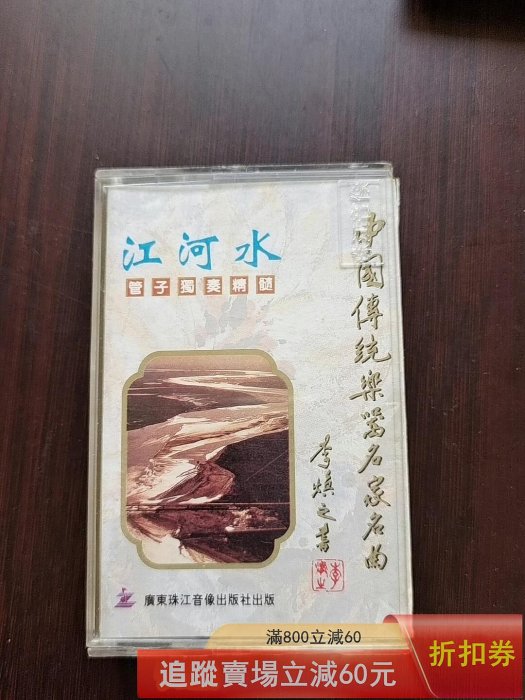 江河水
管子獨奏精髓
中國傳統樂器名家名曲
李慎之書
廣東珠江音像出版社出版
滿800立減60
追蹤賣場立減60元
折扣券